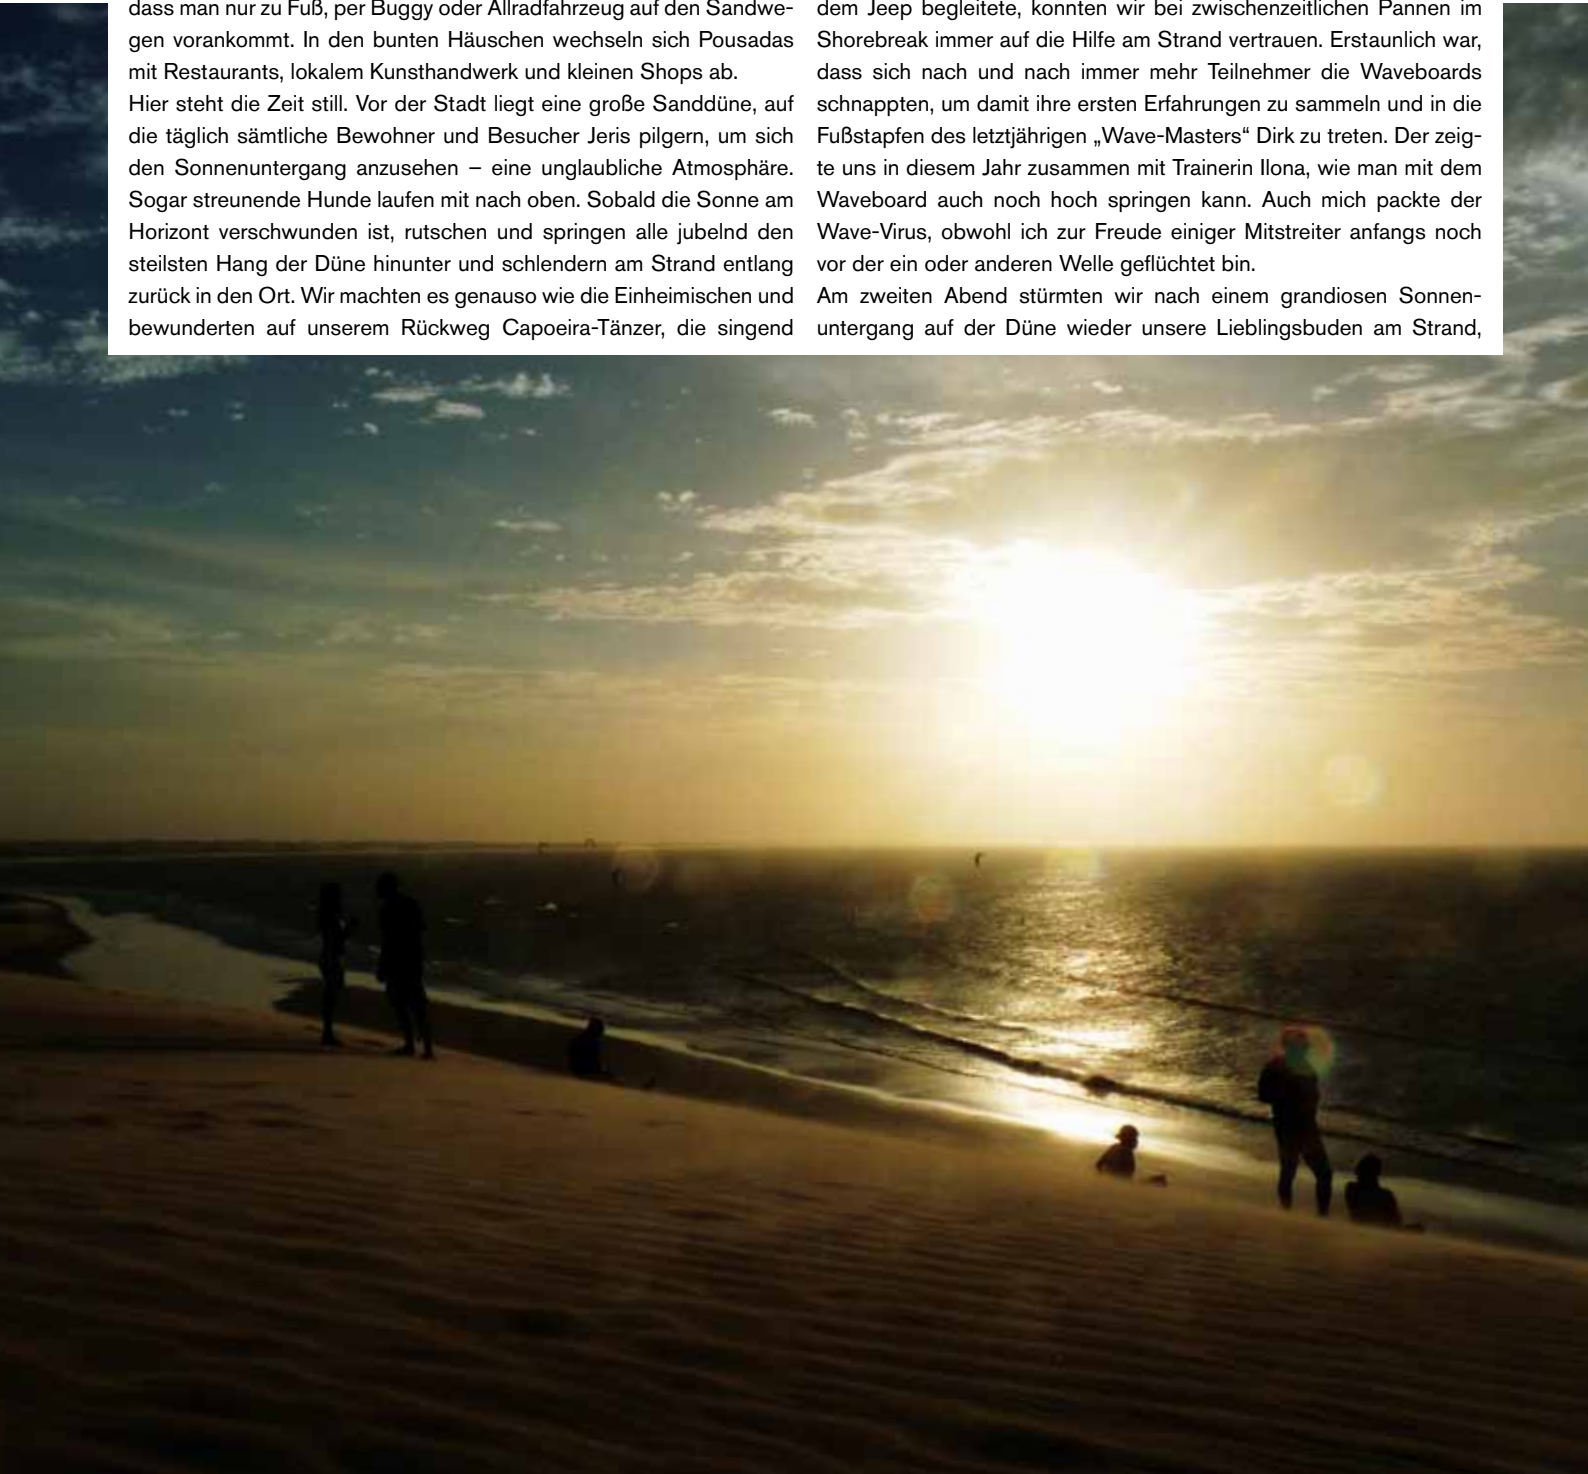 dass man nur zu Fuß, per Buggy oder Allradfahrzeug auf den Sandwe-
gen vorankommt. In den bunten Häuschen wechseln sich Pousadas
mit Restaurants, lokalem Kunsthandwerk und kleinen Shops ab.
Hier steht die Zeit still. Vor der Stadt liegt eine große Sanddüne, auf
die täglich sämtliche Bewohner und Besucher Jeris pilgern, um sich
den Sonnenuntergang anzusehen – eine unglaubliche Atmosphäre.
Sogar streunende Hunde laufen mit nach oben. Sobald die Sonne am
Horizont verschwunden ist, rutschen und springen alle jubelnd den
steilsten Hang der Düne hinunter und schlendern am Strand entlang
zurück in den Ort. Wir machten es genauso wie die Einheimischen und
bewunderten auf unserem Rückweg Capoeira-Tänzer, die singend
dem Jeep begleitete, konnten wir bei zwischenzeitlichen Pannen im
Shorebreak immer auf die Hilfe am Strand vertrauen. Erstaunlich war,
dass sich nach und nach immer mehr Teilnehmer die Waveboards
schnappten, um damit ihre ersten Erfahrungen zu sammeln und in die
Fußstapfen des letztjährigen „Wave-Masters“ Dirk zu treten. Der zeig-
te uns in diesem Jahr zusammen mit Trainerin Ilona, wie man mit dem
Waveboard auch noch hoch springen kann. Auch mich packte der
Wave-Virus, obwohl ich zur Freude einiger Mitstreiter anfangs noch
vor der ein oder anderen Welle geflüchtet bin.
Am zweiten Abend stürmten wir nach einem grandiosen Sonnen-
untergang auf der Düne wieder unsere Lieblingsbuden am Strand,